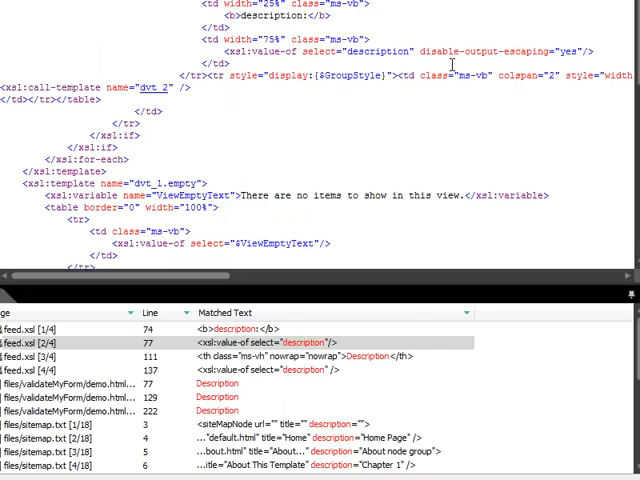 <td width="25%" class="ms-vb">
<b>description:</b>
</td>
<td width="75%" class="ms-vb">
<xsl:value-of select="description" disable-output-escaping="yes"/>
</td>
</tr><tr style="display:{$GroupStyle}"><td class="ms-vb" colspan="2" style="width
<xsl:call-template name="dvt_2" />
</td></tr></table>
</td>
</tr>
</xsl:if>
</xsl:if>
</xsl:for-each>
</xsl:template>
<xsl:template name="dvt_1.empty">
<xsl:variable name="ViewEmptyText">There are no items to show in this view.</xsl:variable>
<table border="0" width="100%">
<tr>
<td class="ms-vb">
<xsl:value-of select="$ViewEmptyText"/>
</td>
</tr>
ge Line Matched Text
feed.xsl [1/4] 74 <b>description:</b>
feed.xsl [2/4] 77 <xsl:value-of select="description"/>
feed.xsl [3/4] 111 <th class="ms-vh" nowrap="nowrap">Description</th>
feed.xsl [4/4] 137 <xsl:value-of select="description" />
files/validateMyForm/demo.html... 77 Description
files/validateMyForm/demo.html... 129 Description
files/validateMyForm/demo.html... 222 Description
files/sitemap.txt [1/18] 3 <siteMapNode url="" title="" description="">
files/sitemap.txt [2/18] 4 ..."default.html" title="Home" description="Home Page" />
files/sitemap.txt [3/18] 5 ...bout.html" title="About..." description="About node group">
files/sitemap.txt [4/18] 6 ...itle="About This Template" description="Chapter 1" />